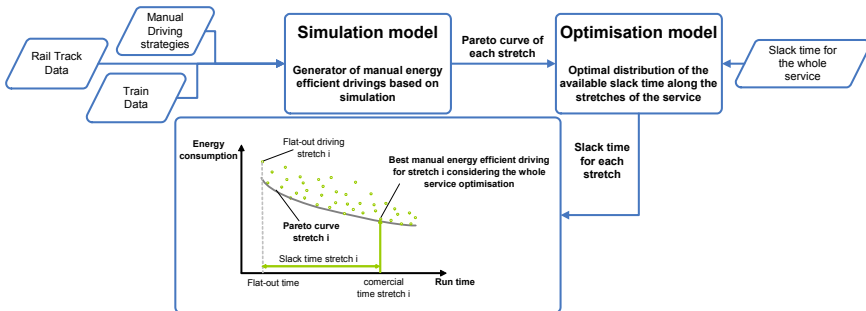 Manual
Driving
strategies
Rail Track
Data
Train
Data
Simulation model
Generator of manual energy
efficient drivings based on
simulation
Pareto curve of
each stretch
Optimisation model
Optimal distribution of the
available slack time along the
stretches of the service
Slack time for
the whole
service
Slack time
for each
stretch
Energy
consumption
Flat-out driving
stretch i
Best manual energy efficient driving
for stretch i considering the whole
service optimisation
Pareto curve
stretch i
Slack time stretch i
Flat-out time
comercial
time stretch i
Run time